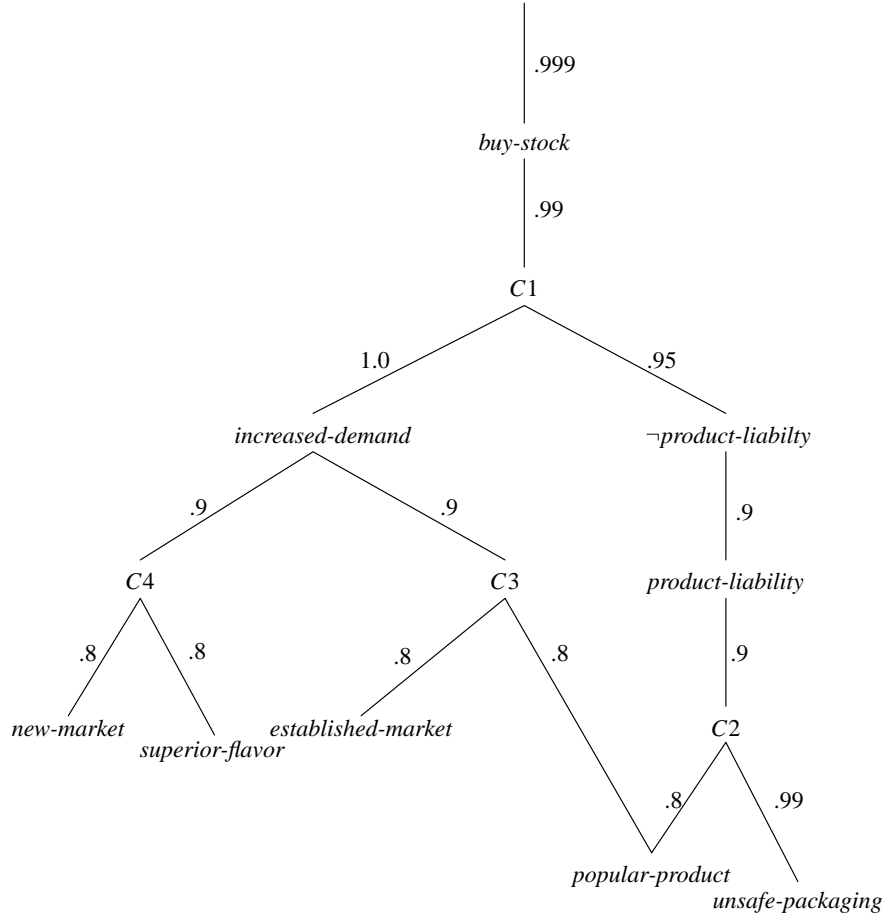 .999
buy-stock
.99
C1
1.0
.95
increased-demand
¬product-liabilty
.9
.9
.9
C4
C3
product-liability
.8
.8
.8
.8
.9
new-market
superior-flavor
established-market
C2
.8
.99
popular-product
unsafe-packaging